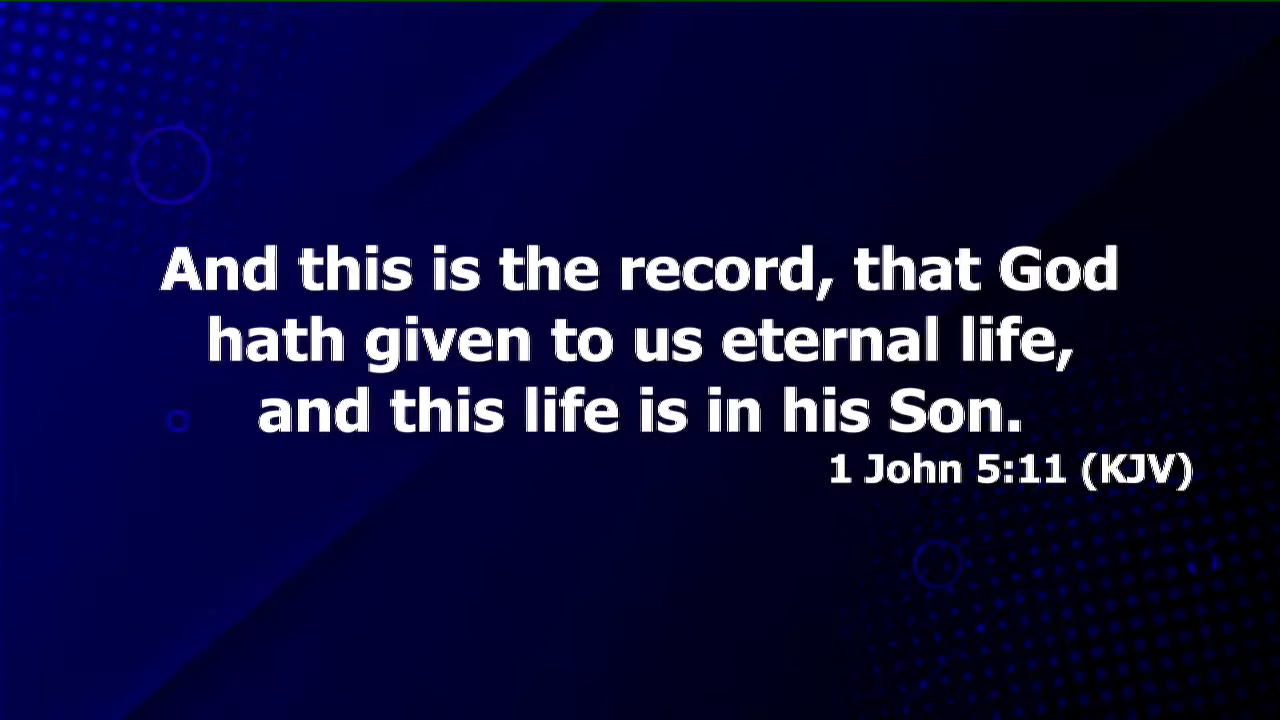 And this is the record, that God
hath given to us eternal life,
and this life is in his Son.
1 John 5:11 (KJV)